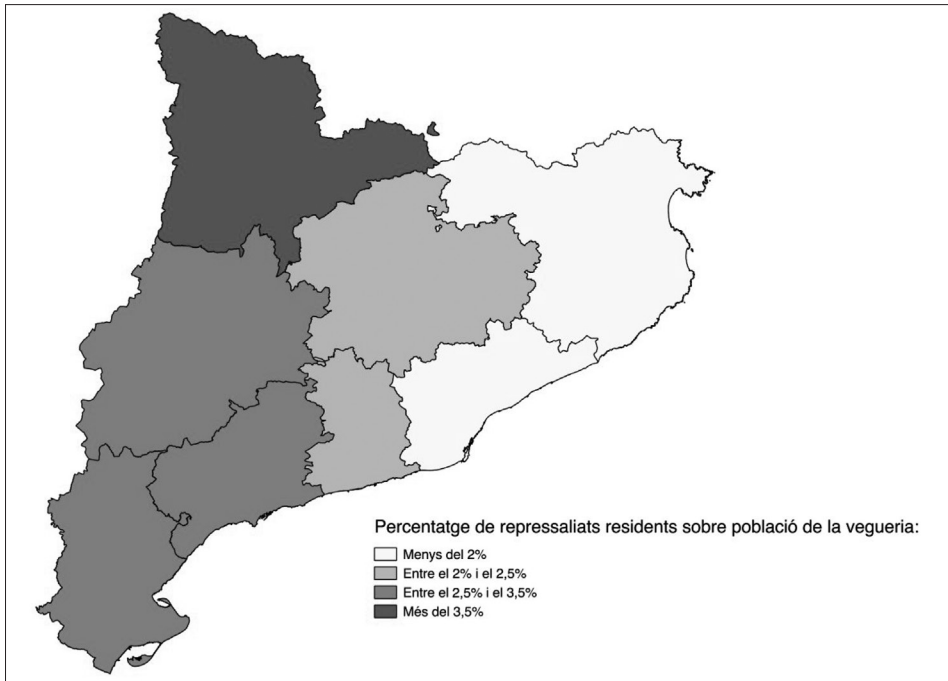 Percentatge de repressaliats residents sobre població de la vegueria:
Menys del 2%
Entre el 2% i el 2,5%
Entre el 2,5% i el 3,5%
Més del 3,5%